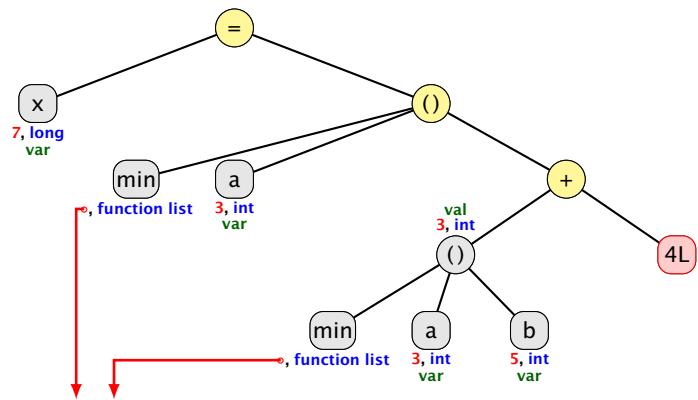 =
x
7, long
var
()
min
, function list
a
3, int
var
+
val
3, int
()
4L
min
, function list
a
3, int
var
b
5, int
var